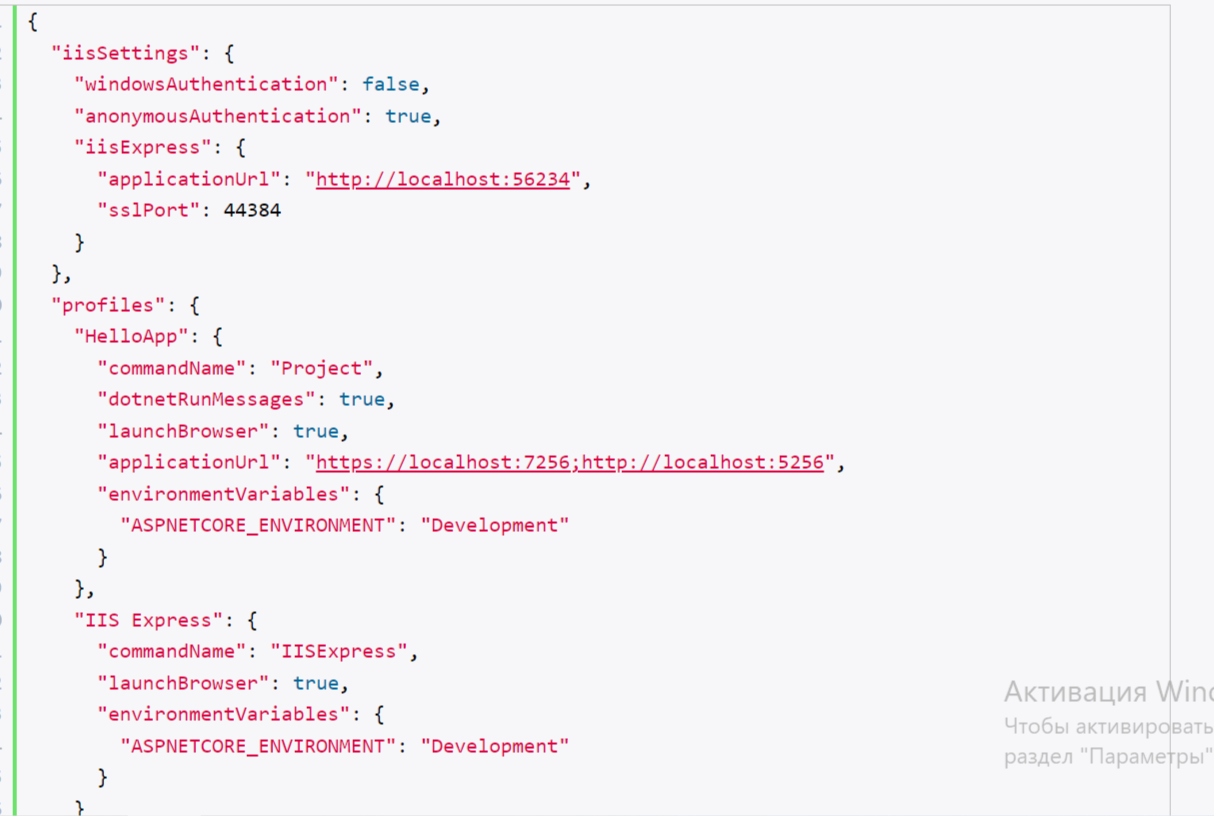 {
  "iisSettings": {
    "windowsAuthentication": false,
    "anonymousAuthentication": true,
    "iisExpress": {
      "applicationUrl": "http://localhost:56234",
      "sslPort": 44384
    }
  },
  "profiles": {
    "HelloApp": {
      "commandName": "Project",
      "dotnetRunMessages": true,
      "launchBrowser": true,
      "applicationUrl": "https://localhost:7256;http://localhost:5256",
      "environmentVariables": {
        "ASPNETCORE_ENVIRONMENT": "Development"
      }
    },
    "IIS Express": {
      "commandName": "IISExpress",
      "launchBrowser": true,
      "environmentVariables": {
        "ASPNETCORE_ENVIRONMENT": "Development"
      }
    }
Активация Wind
Чтобы активировать
раздел "Параметры"